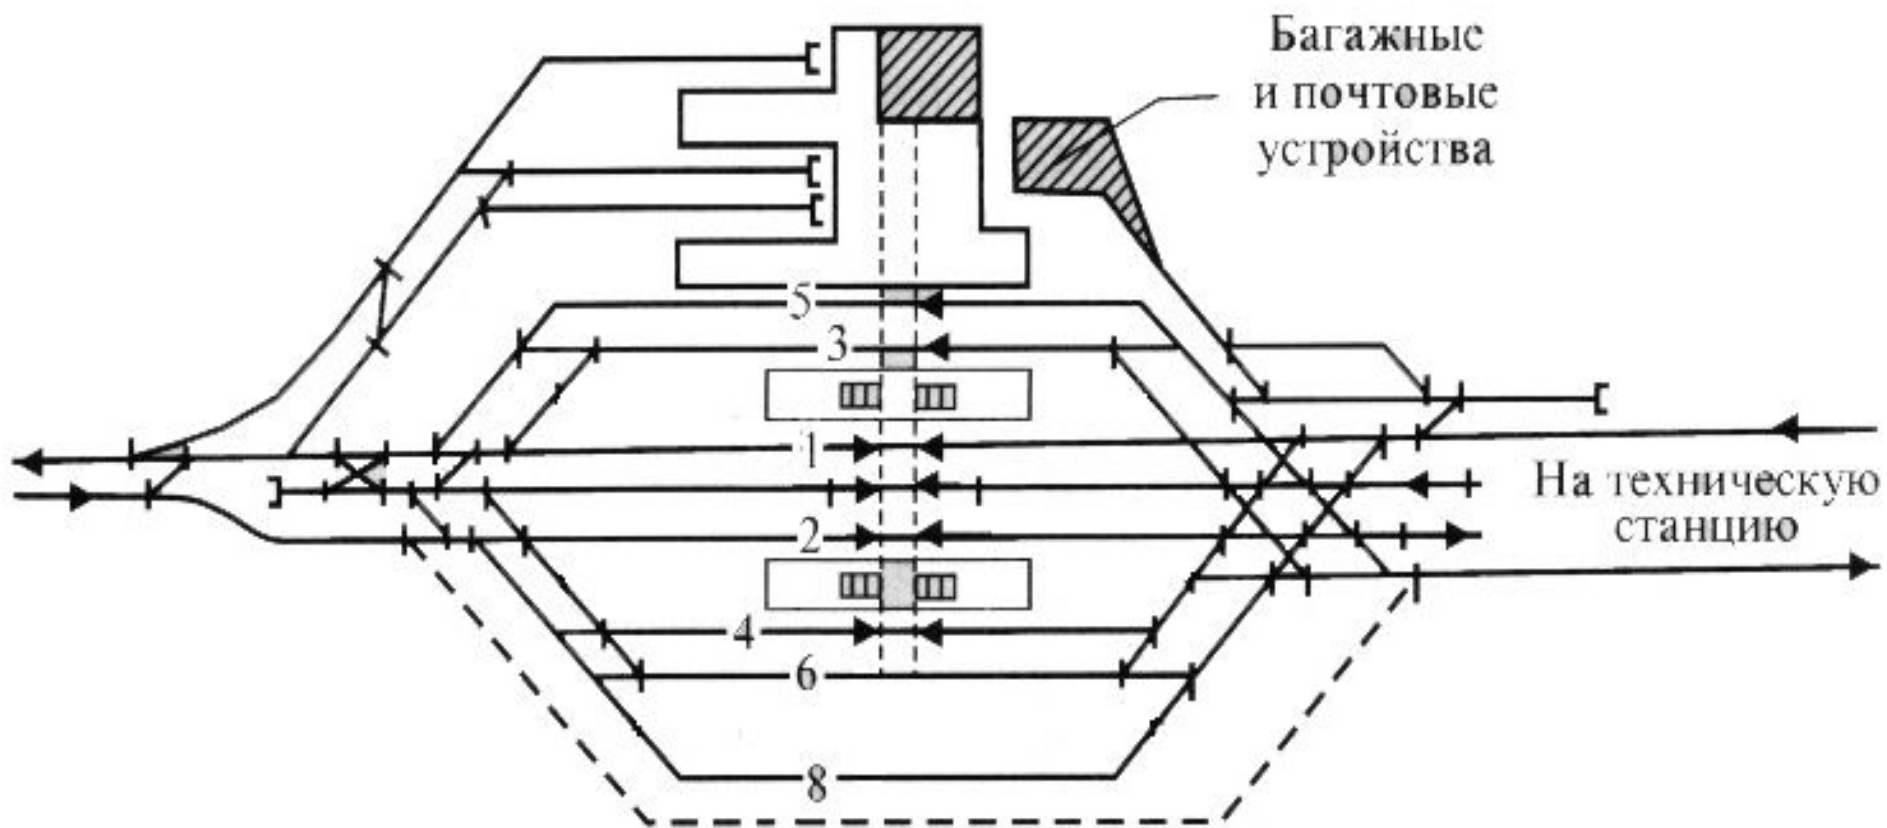 Багажные
и почтовые
устройства
5
3
1
На техническую
станцию
2
4
6
8